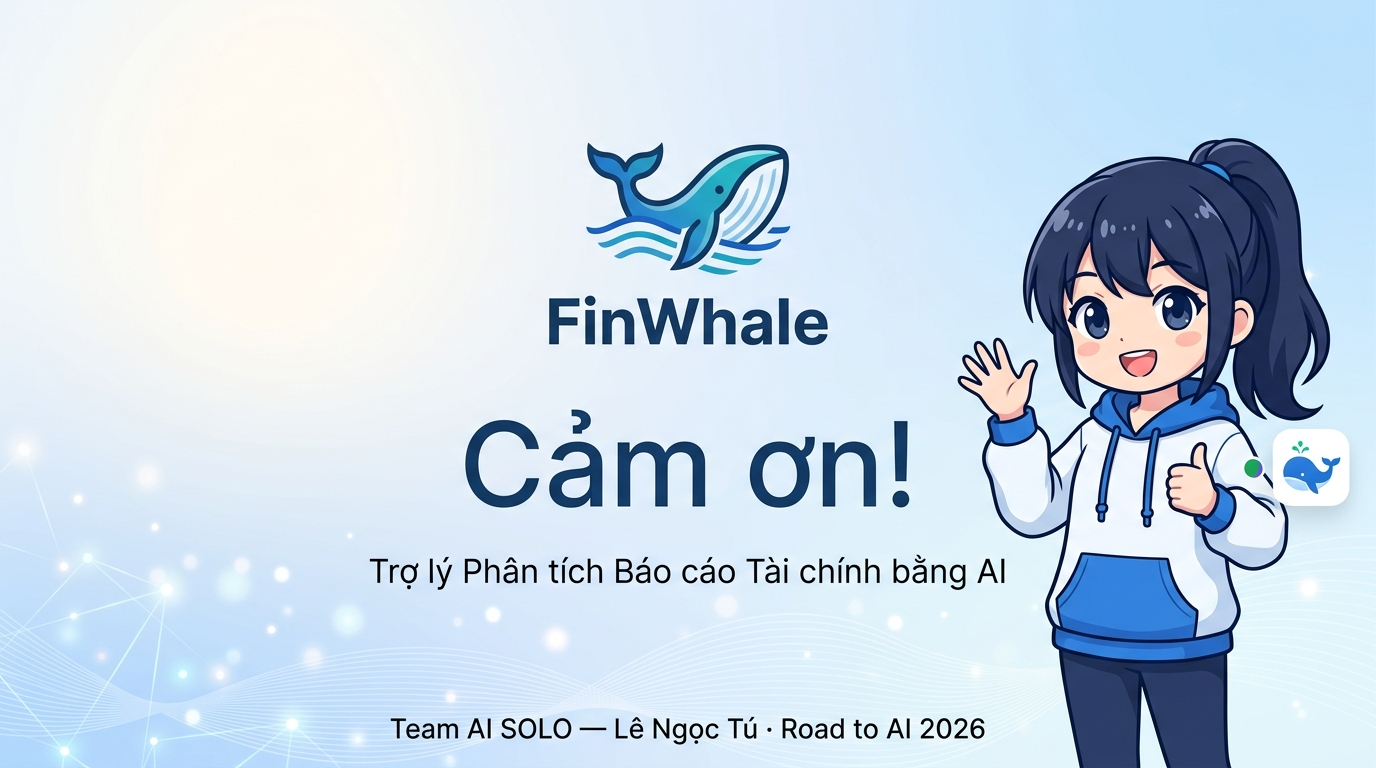 FinWhale
Cảm ơn!
Trợ lý Phân tích Báo cáo Tài chính bằng AI
Team AI SOLO — Lê Ngọc Tú · Road to AI 2026